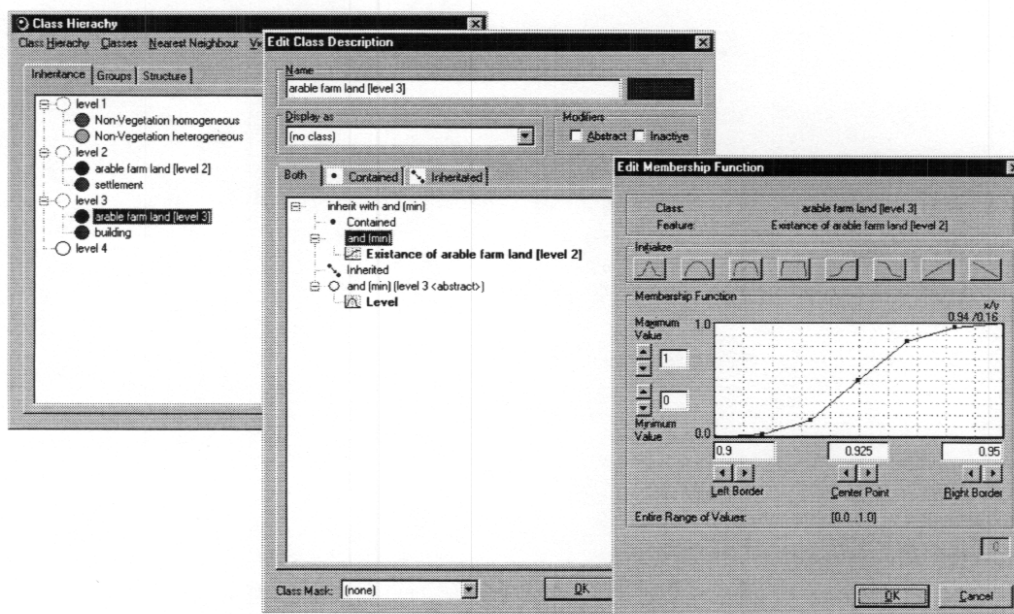 Class Hierachy
Class Hierachy Classes Nearest Neighbour
Inheritance Groups Structure
level 1
Non-Vegetation homogeneous
Non-Vegetation heterogeneous
level 2
arable farm land [level 2]
settlement
level 3
arable farm land [level 3]
building
level 4
Edit Class Description
Name
arable farm land [level 3]
Display as
(no class)
Modifiers
Abstract Inactive
Both Contained Inheritated
inherit with and (min)
Contained
and (min)
Existance of arable farm land [level 2]
Inherited
and (min) (level 3 <abstract>)
Level
Class Mask: (none)
OK
Edit Membership Function
Class: arable farm land [level 3]
Feature: Existance of arable farm land [level 2]
Initialize
Membership Function
x/y
0.94 /0.16
Maximum
Value
1.0
1
0
Minimum
Value
0.0
0.9 0.925 0.95
Left Border Center Point Right Border
Entire Range of Values: [0.0...1.0]
0
OK Cancel